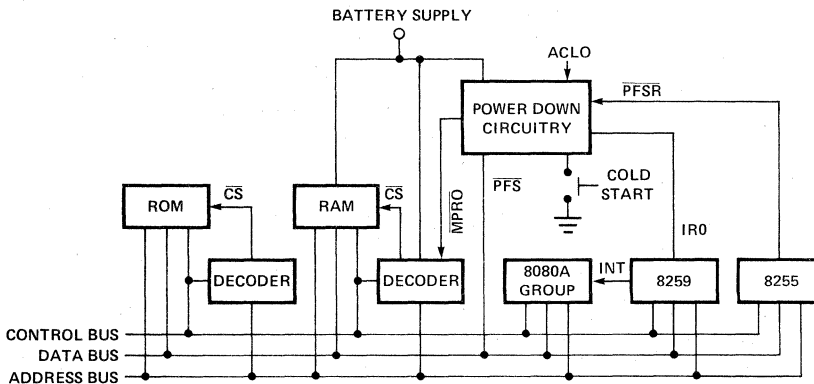 BATTERY SUPPLY
ACLO
POWER DOWN
CIRCUITRY
PFSR
ROM
CS
RAM
CS
MPRO
PFS
COLD
START
IR0
DECODER
DECODER
8080A
GROUP
INT
8259
8255
CONTROL BUS
DATA BUS
ADDRESS BUS